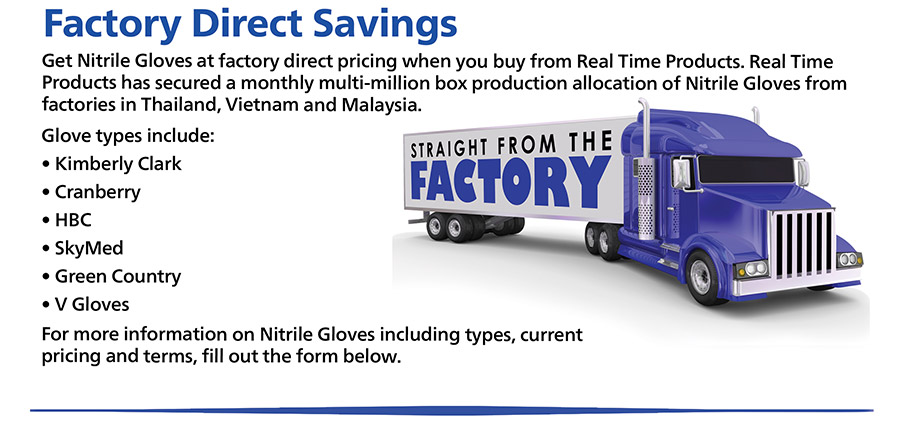 Factory Direct Savings
Get Nitrile Gloves at factory direct pricing when you buy from Real Time Products. Real Time
Products has secured a monthly multi-million box production allocation of Nitrile Gloves from
factories in Thailand, Vietnam and Malaysia.
Glove types include:
• Kimberly Clark
• Cranberry
• HBC
• SkyMed
• Green Country
• V Gloves
STRAIGHT FROM THE
FACTORY
For more information on Nitrile Gloves including types, current
pricing and terms, fill out the form below.